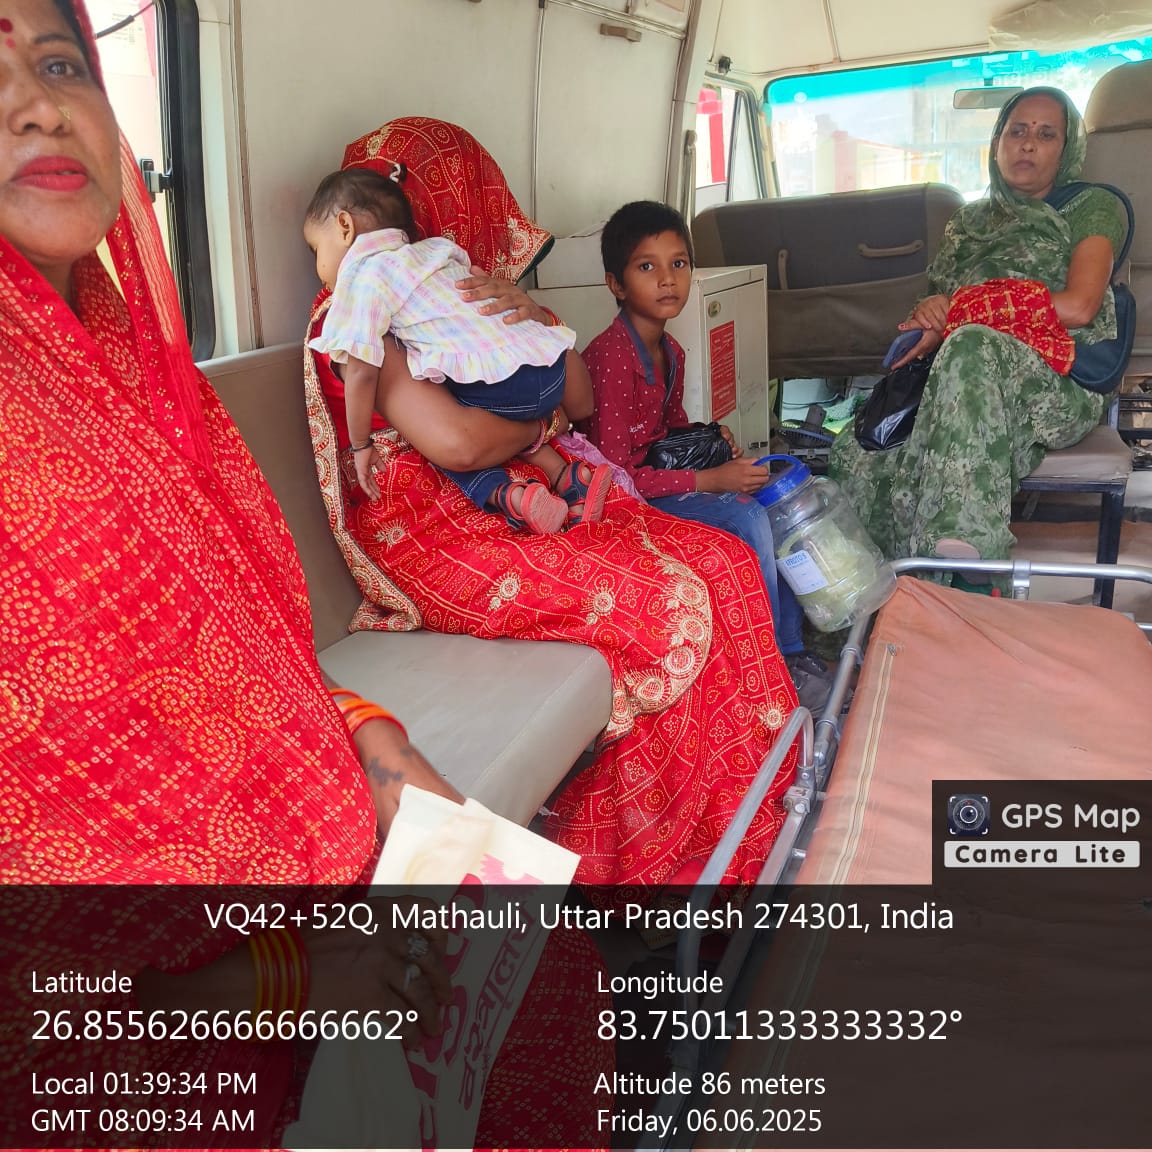 GPS Map
Camera Lite
VQ42+52Q, Mathauli, Uttar Pradesh 274301, India
Latitude
26.855626666666662°
Longitude
83.75011333333332°
Local 01:39:34 PM
GMT 08:09:34 AM
Altitude 86 meters
Friday, 06.06.2025